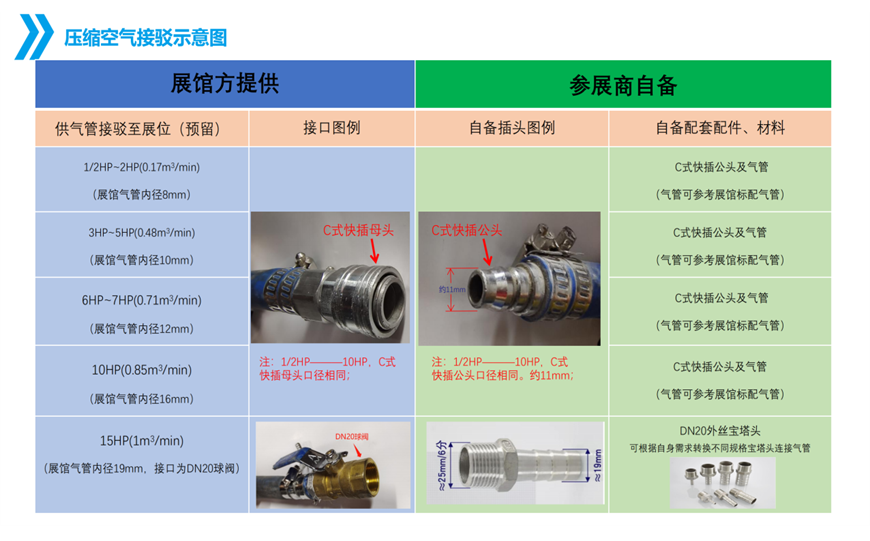 压缩空气接驳示意图
展馆方提供
参展商自备
供气管接驳至展位（预留）
接口图例
自备插头图例
自备配套配件、材料
1/2HP~2HP(0.17m³/min)
（展馆气管内径8mm）
C式快插公头及气管
（气管可参考展馆标配气管）
3HP~5HP(0.48m³/min)
（展馆气管内径10mm）
C式快插母头
C式快插公头
约11mm
C式快插公头及气管
（气管可参考展馆标配气管）
6HP~7HP(0.71m³/min)
（展馆气管内径12mm）
C式快插公头及气管
（气管可参考展馆标配气管）
10HP(0.85m³/min)
（展馆气管内径16mm）
注：1/2HP———10HP，C式
快插母头口径相同；
注：1/2HP———10HP，C式
快插公头口径相同。约11mm；
C式快插公头及气管
（气管可参考展馆标配气管）
15HP(1m³/min)
（展馆气管内径19mm，接口为DN20球阀）
DN20球阀
≈25mm/6分
≈19mm
DN20外丝宝塔头
可根据自身需求转换不同规格宝塔头连接气管